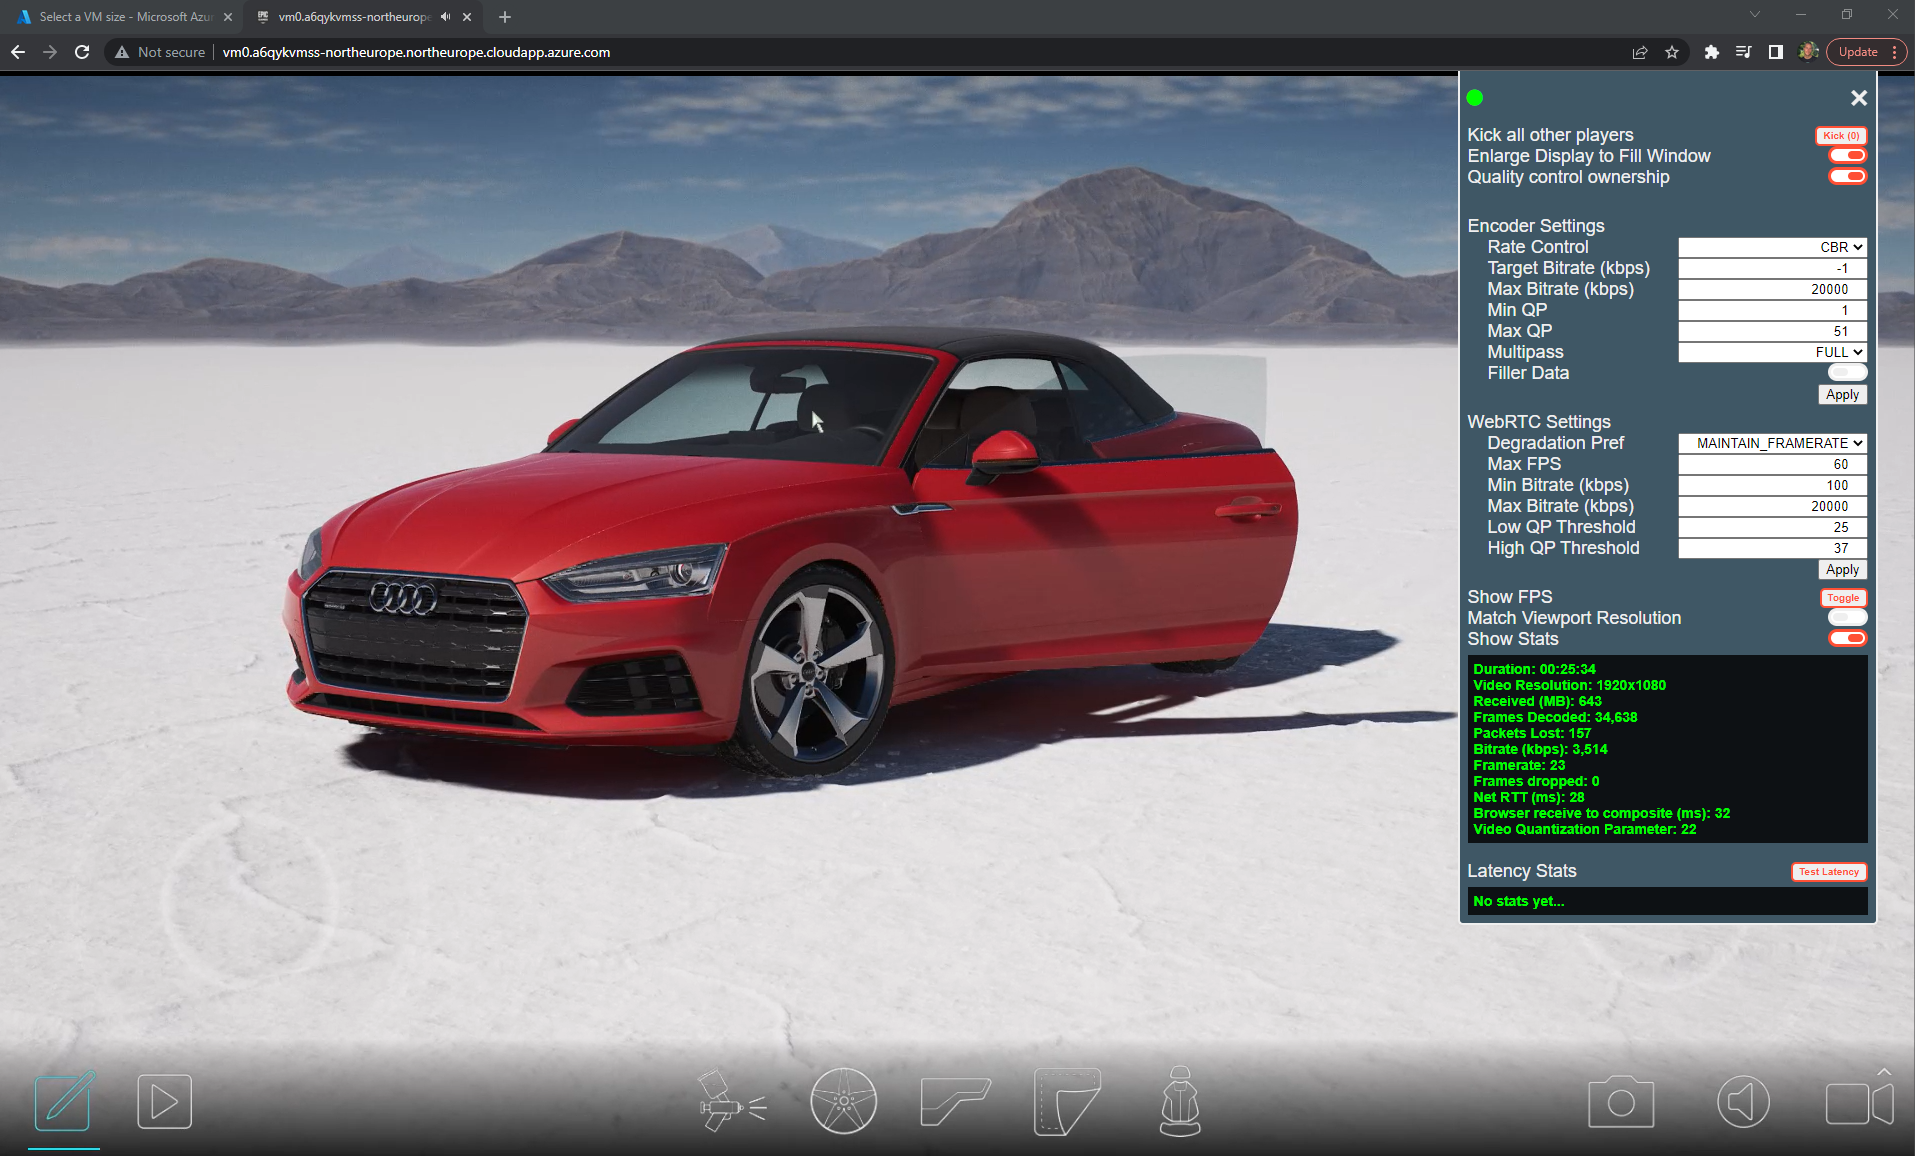 Select a VM size - Microsoft Azur
EPIC
vm0.a6qykvmss-northeurope
Not secure
vm0.a6qykvmss-northeurope.northeurope.cloudapp.azure.com
Update
Kick all other players
Kick (0)
Enlarge Display to Fill Window
Quality control ownership
Encoder Settings
Rate Control CBR
Target Bitrate (kbps) -1
Max Bitrate (kbps) 20000
Min QP 1
Max QP 51
Multipass FULL
Filler Data
Apply
WebRTC Settings
Degradation Pref MAINTAIN_FRAMERATE
Max FPS 60
Min Bitrate (kbps) 100
Max Bitrate (kbps) 20000
Low QP Threshold 25
High QP Threshold 37
Apply
Show FPS Toggle
Match Viewport Resolution
Show Stats
Duration: 00:25:34
Video Resolution: 1920x1080
Received (MB): 643
Frames Decoded: 34,638
Packets Lost: 157
Bitrate (kbps): 3,514
Framerate: 23
Frames dropped: 0
Net RTT (ms): 28
Browser receive to composite (ms): 32
Video Quantization Parameter: 22
Latency Stats Test Latency
No stats yet...